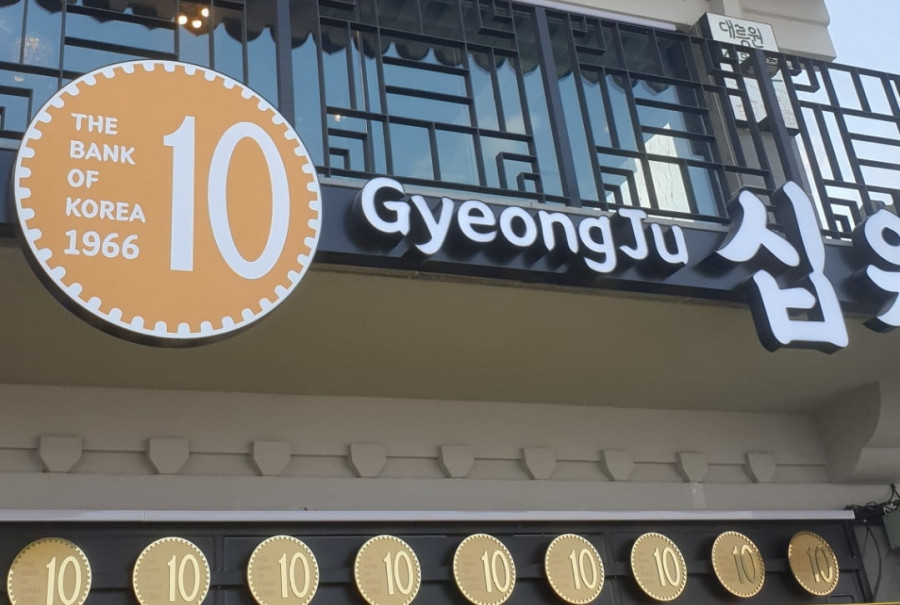 대릉원
THE
BANK
OF
KOREA
1966
10
GyeongJu 십
10 10 10 10 10 10 10 10 10